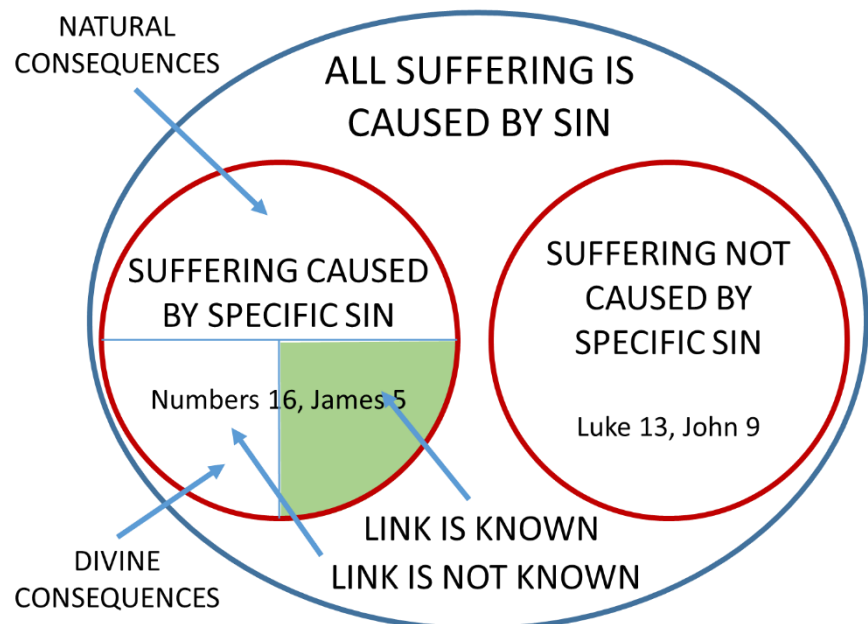 NATURAL
CONSEQUENCES
ALL SUFFERING IS
CAUSED BY SIN
SUFFERING CAUSED
BY SPECIFIC SIN
Numbers 16, James 5
SUFFERING NOT
CAUSED BY
SPECIFIC SIN
Luke 13, John 9
LINK IS KNOWN
LINK IS NOT KNOWN
DIVINE
CONSEQUENCES